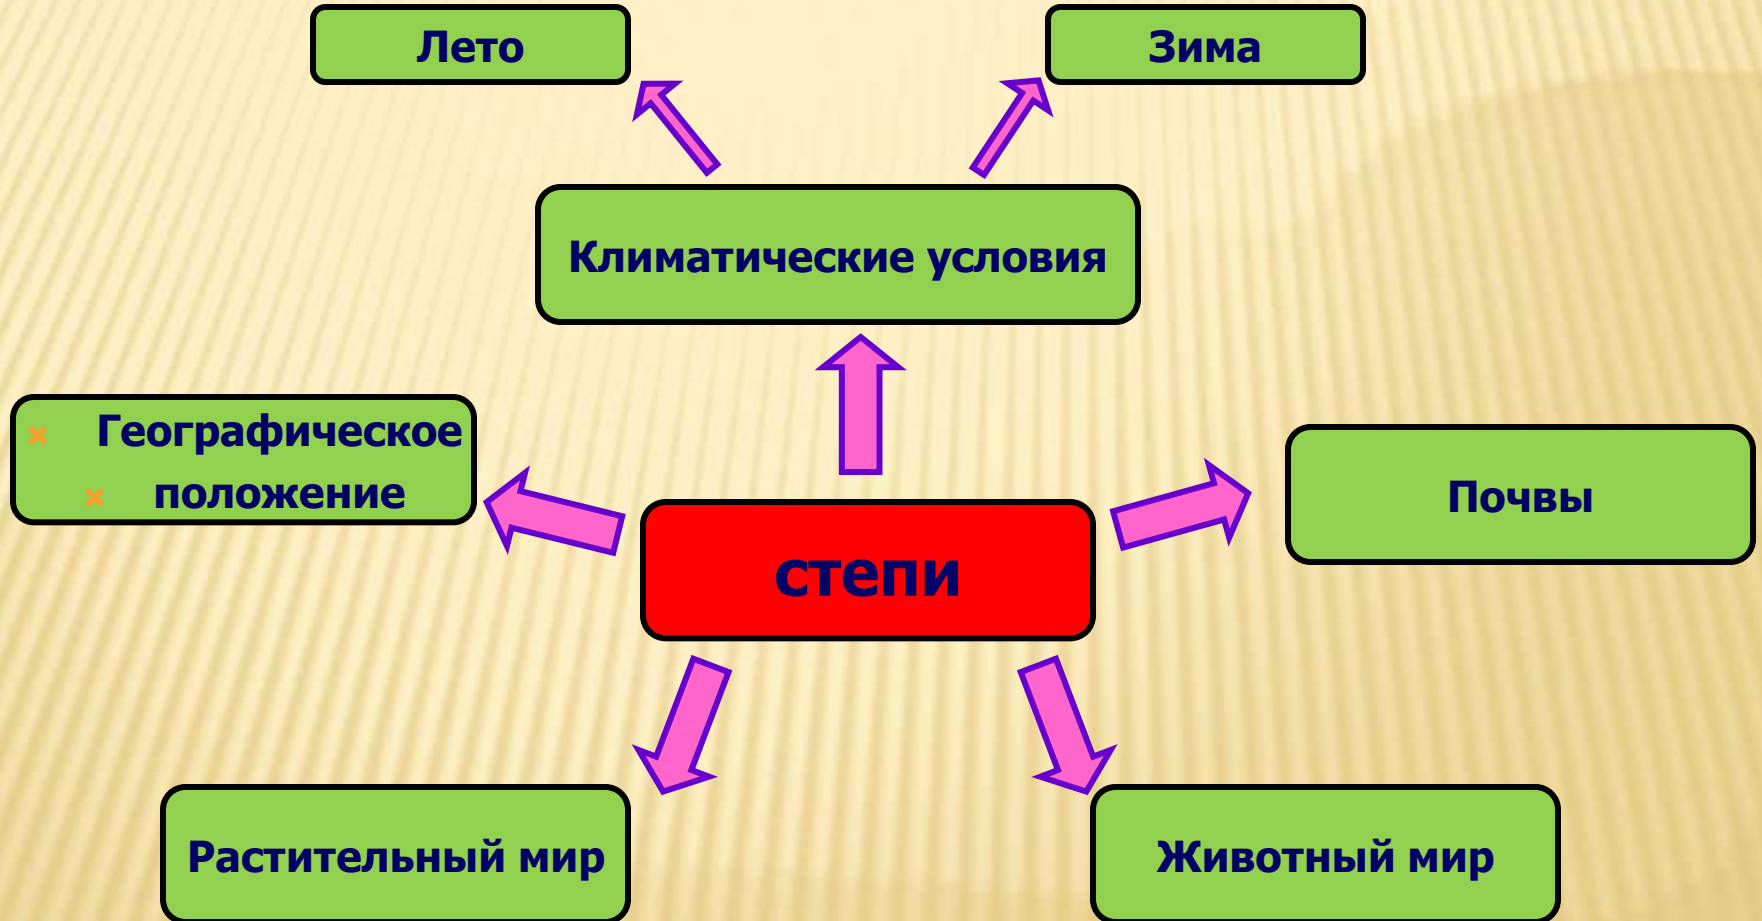 Лето
Зима
Климатические условия
Географическое
положение
Почвы
степи
Растительный мир
Животный мир